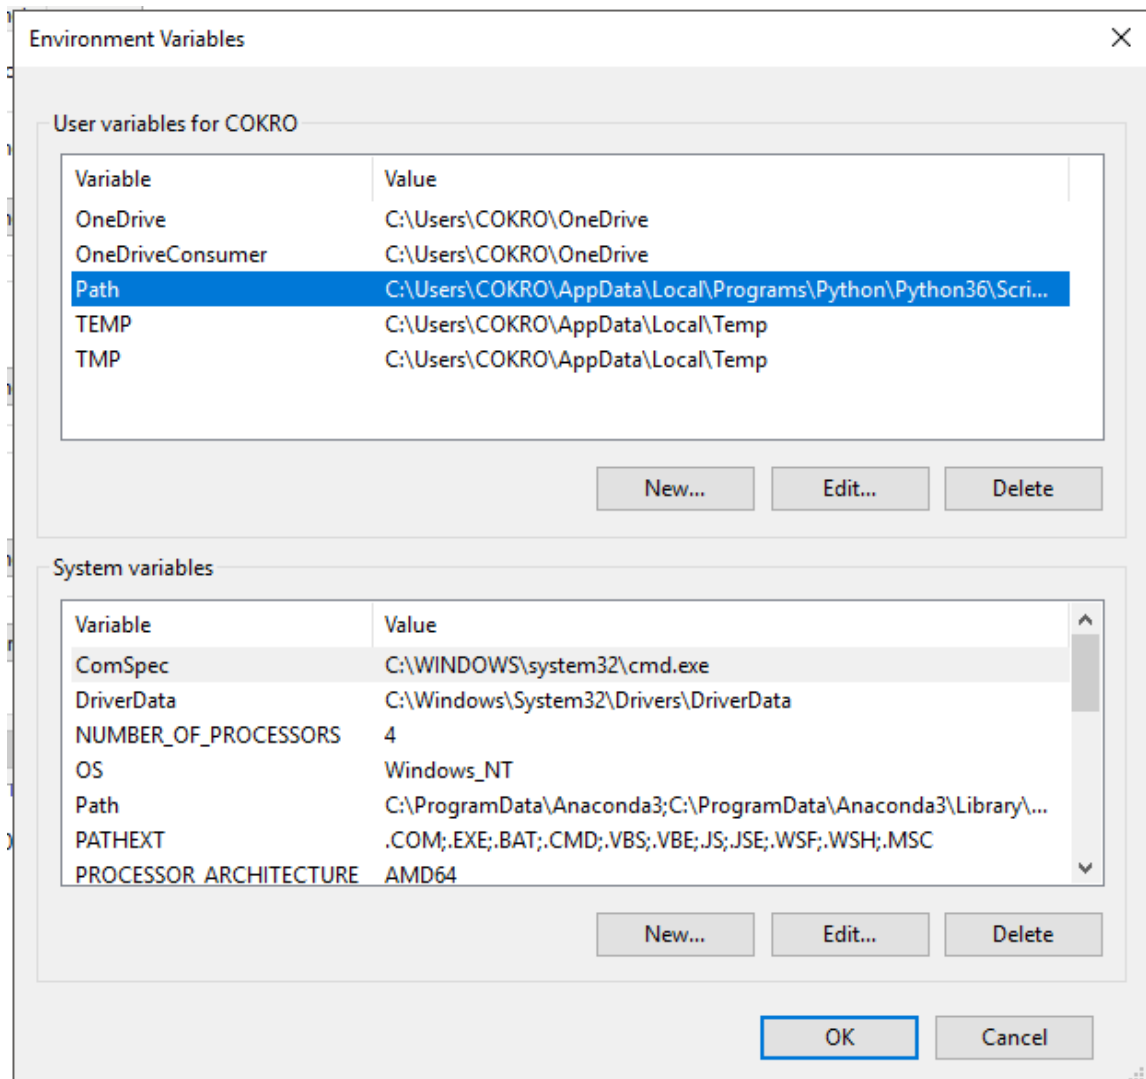 Environment Variables
User variables for COKRO
Variable Value
OneDrive C:\Users\COKRO\OneDrive
OneDriveConsumer C:\Users\COKRO\OneDrive
Path C:\Users\COKRO\AppData\Local\Programs\Python\Python36\Scri...
TEMP C:\Users\COKRO\AppData\Local\Temp
TMP C:\Users\COKRO\AppData\Local\Temp
New... Edit... Delete
System variables
Variable Value
ComSpec C:\WINDOWS\system32\cmd.exe
DriverData C:\Windows\System32\Drivers\DriverData
NUMBER_OF_PROCESSORS 4
OS Windows_NT
Path C:\ProgramData\Anaconda3;C:\ProgramData\Anaconda3\Library\...
PATHEXT .COM;.EXE;.BAT;.CMD;.VBS;.VBE;.JS;.JSE;.WSF;.WSH;.MSC
PROCESSOR_ARCHITECTURE AMD64
New... Edit... Delete
OK Cancel